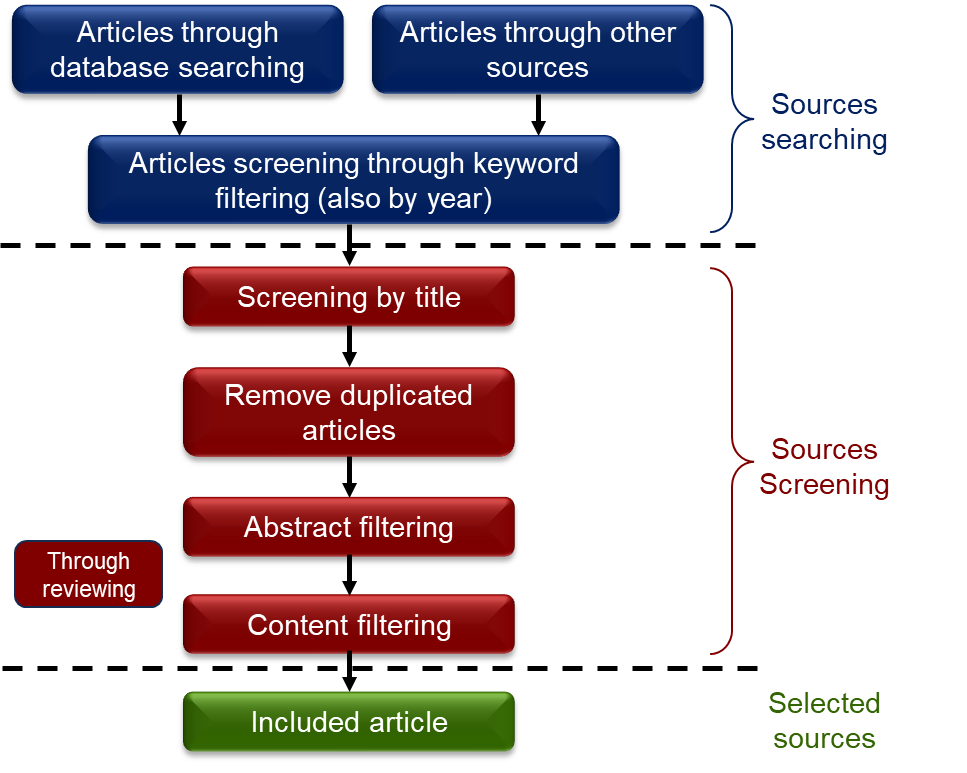 Articles through
database searching
Articles through other
sources
Sources
searching
Articles screening through keyword
filtering (also by year)
Screening by title
Remove duplicated
articles
Sources
Screening
Abstract filtering
Through
reviewing
Content filtering
Included article
Selected
sources